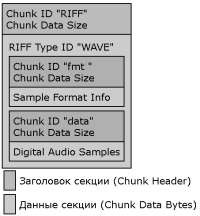 Chunk ID "RIFF"
Chunk Data Size
RIFF Type ID "WAVE"
Chunk ID "fmt "
Chunk Data Size
Sample Format Info
Chunk ID "data"
Chunk Data Size
Digital Audio Samples
Заголовок секции (Chunk Header)
Данные секции (Chunk Data Bytes)